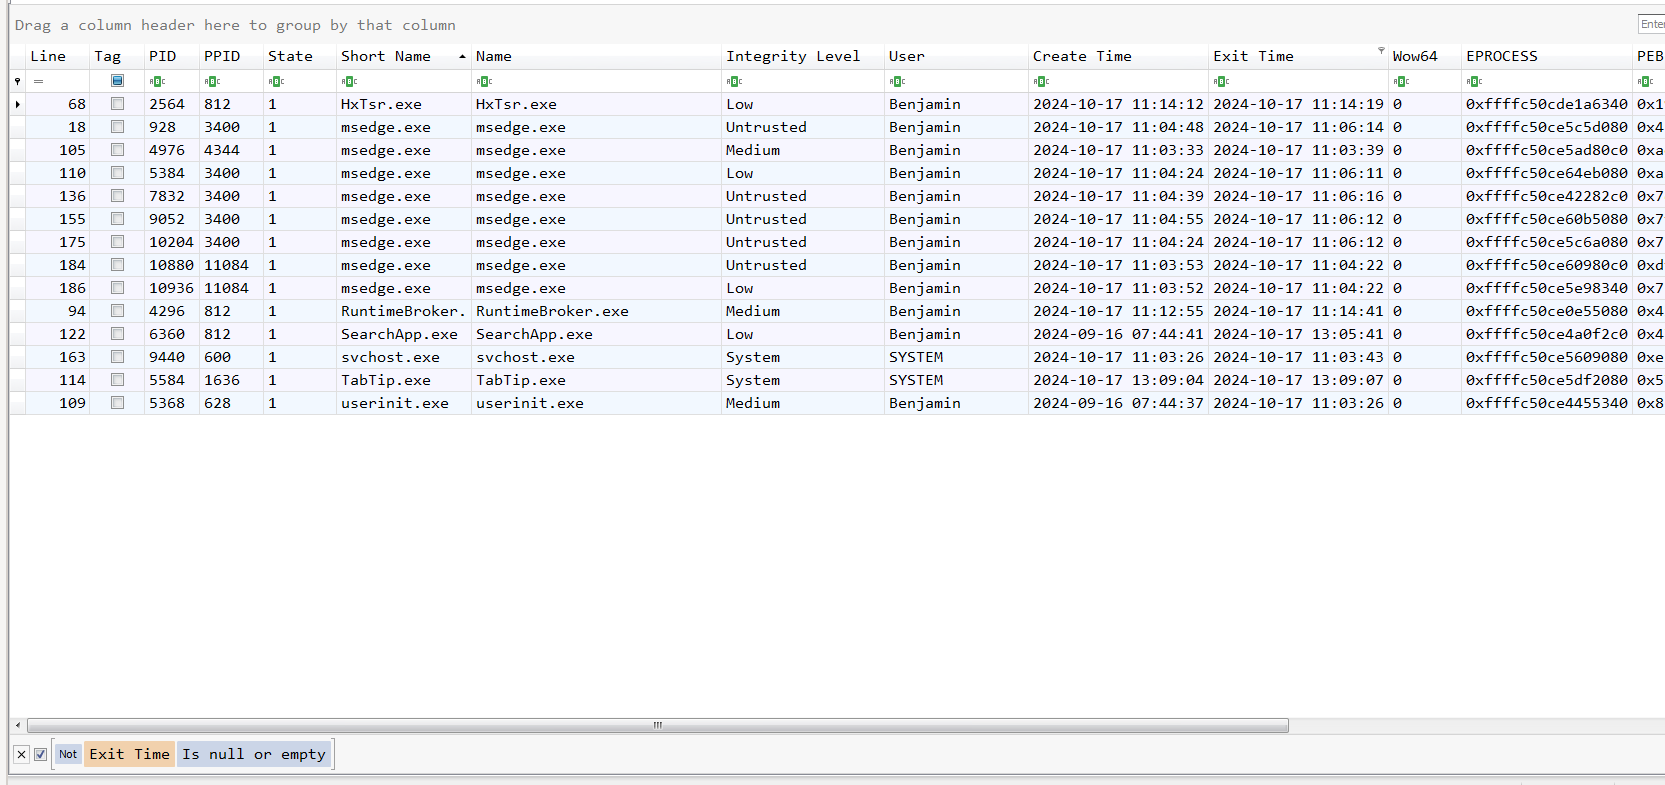 Drag a column header here to group by that column
Enter
Line Tag PID PPID State Short Name Name Integrity Level User Create Time Exit Time Wow64 EPROCESS PEB
= ABC ABC ABC ABC ABC ABC ABC ABC ABC ABC ABC ABC
68 2564 812 1 HxTsr.exe HxTsr.exe Low Benjamin 2024-10-17 11:14:12 2024-10-17 11:14:19 0 0xffffc50cde1a6340 0x1
18 928 3400 1 msedge.exe msedge.exe Untrusted Benjamin 2024-10-17 11:04:48 2024-10-17 11:06:14 0 0xffffc50ce5c5d080 0x4
105 4976 4344 1 msedge.exe msedge.exe Medium Benjamin 2024-10-17 11:03:33 2024-10-17 11:03:39 0 0xffffc50ce5ad80c0 0xa
110 5384 3400 1 msedge.exe msedge.exe Low Benjamin 2024-10-17 11:04:24 2024-10-17 11:06:11 0 0xffffc50ce64eb080 0xa
136 7832 3400 1 msedge.exe msedge.exe Untrusted Benjamin 2024-10-17 11:04:39 2024-10-17 11:06:16 0 0xffffc50ce42282c0 0x7
155 9052 3400 1 msedge.exe msedge.exe Untrusted Benjamin 2024-10-17 11:04:55 2024-10-17 11:06:12 0 0xffffc50ce60b5080 0x7
175 10204 3400 1 msedge.exe msedge.exe Untrusted Benjamin 2024-10-17 11:04:24 2024-10-17 11:06:12 0 0xffffc50ce5c6a080 0x7
184 10880 11084 1 msedge.exe msedge.exe Untrusted Benjamin 2024-10-17 11:03:53 2024-10-17 11:04:22 0 0xffffc50ce60980c0 0xd
186 10936 11084 1 msedge.exe msedge.exe Low Benjamin 2024-10-17 11:03:52 2024-10-17 11:04:22 0 0xffffc50ce5e98340 0x7
94 4296 812 1 RuntimeBroker. RuntimeBroker.exe Medium Benjamin 2024-10-17 11:12:55 2024-10-17 11:14:41 0 0xffffc50ce0e55080 0x4
122 6360 812 1 SearchApp.exe SearchApp.exe Low Benjamin 2024-09-16 07:44:41 2024-10-17 13:05:41 0 0xffffc50ce4a0f2c0 0x4
163 9440 600 1 svchost.exe svchost.exe System SYSTEM 2024-10-17 11:03:26 2024-10-17 11:03:43 0 0xffffc50ce5609080 0xe
114 5584 1636 1 TabTip.exe TabTip.exe System SYSTEM 2024-10-17 13:09:04 2024-10-17 13:09:07 0 0xffffc50ce5df2080 0x5
109 5368 628 1 userinit.exe userinit.exe Medium Benjamin 2024-09-16 07:44:37 2024-10-17 11:03:26 0 0xffffc50ce4455340 0x8
Not Exit Time Is null or empty